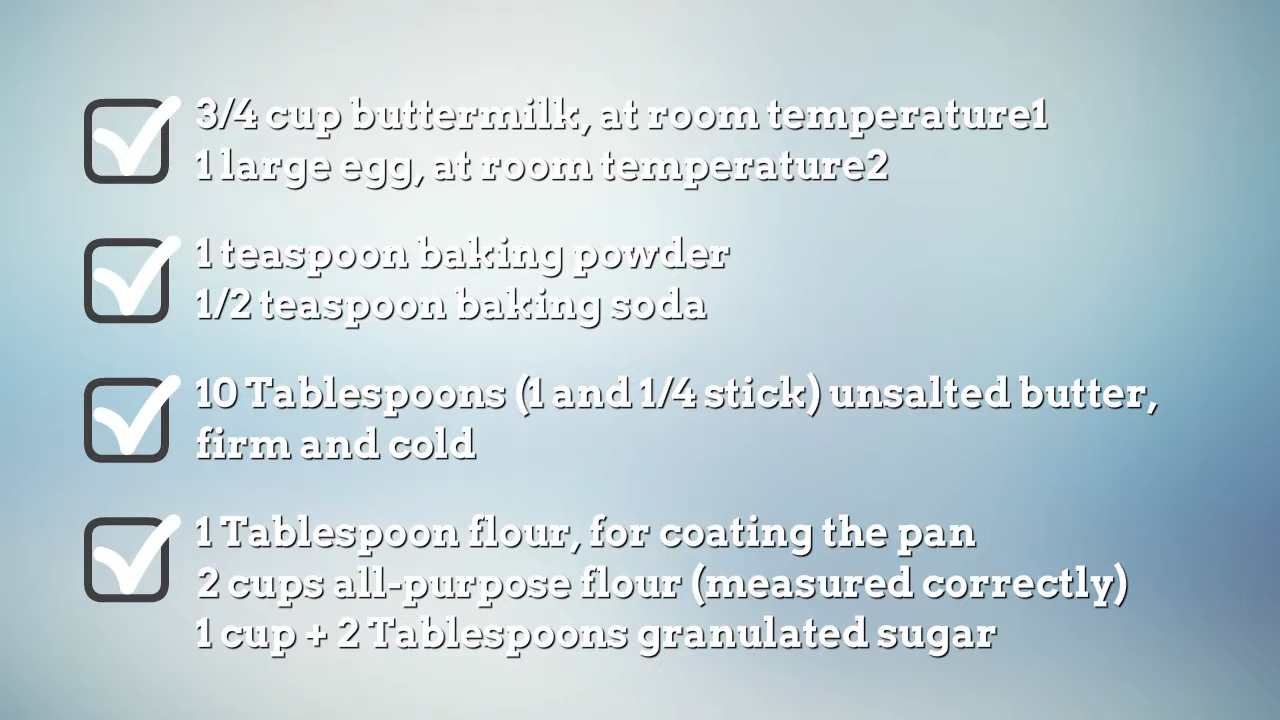 3/4 cup buttermilk, at room temperature1
1 large egg, at room temperature2
1 teaspoon baking powder
1/2 teaspoon baking soda
10 Tablespoons (1 and 1/4 stick) unsalted butter,
firm and cold
1 Tablespoon flour, for coating the pan
2 cups all-purpose flour (measured correctly)
1 cup + 2 Tablespoons granulated sugar